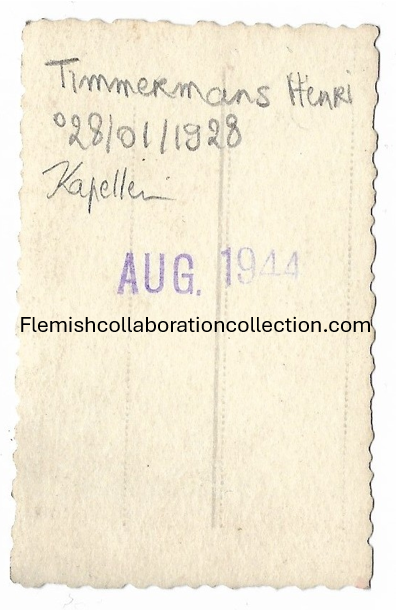 Timmermans Henri
°28/01/1928
Kapellen
AUG. 1944
Flemishcollaborationcollection.com